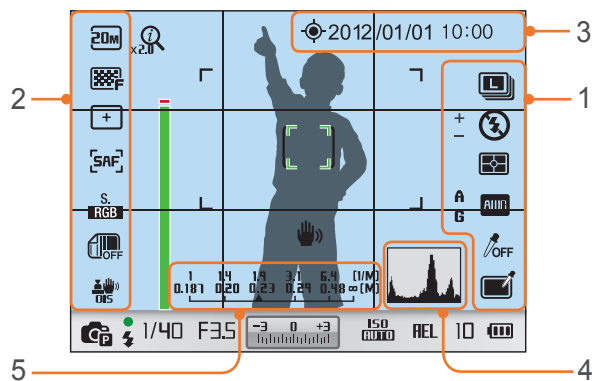 3
2012/01/01 10:00
20M
i
x2.0
2
1
L
F
+
−
SAF
S.
RGB
A
G
AWB
OFF
OFF
OIS
1 1.4 1.9 3.1 6.4 (1/M)
0.187 0.20 0.23 0.29 0.48 ∞ (M)
P
1/40 F3.5
-3 0 +3
ISO
AUTO
AEL
10
5
4